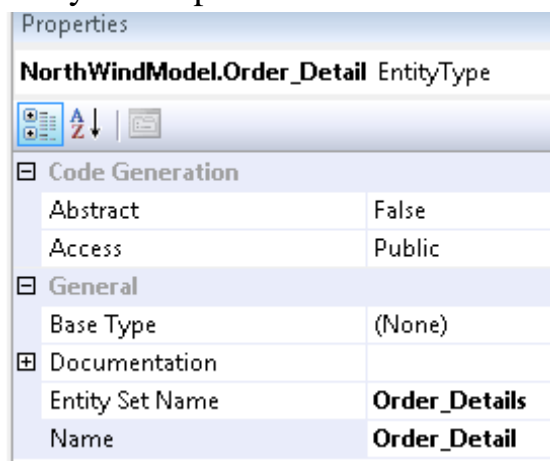 Properties
NorthWindModel.Order_Detail EntityType
Code Generation
Abstract False
Access Public
General
Base Type (None)
Documentation
Entity Set Name Order_Details
Name Order_Detail